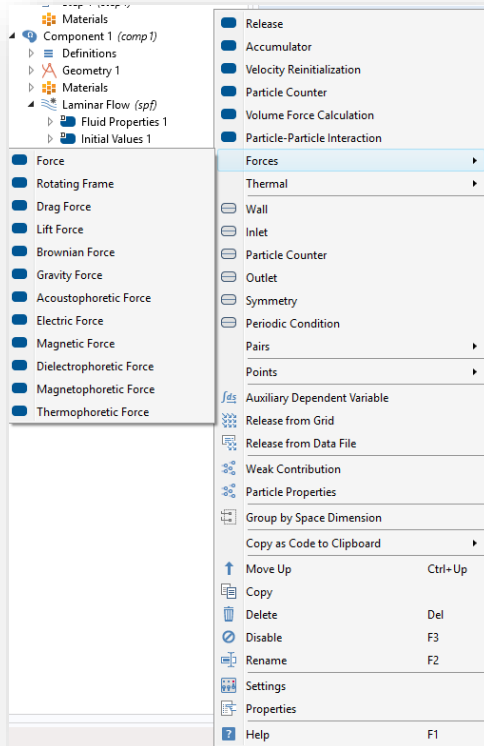 Materials
Component 1 (comp1)
Definitions
Geometry 1
Materials
Laminar Flow (spf)
Fluid Properties 1
Initial Values 1
Force
Rotating Frame
Drag Force
Lift Force
Brownian Force
Gravity Force
Acoustophoretic Force
Electric Force
Magnetic Force
Dielectrophoretic Force
Magnetophoretic Force
Thermophoretic Force
Release
Accumulator
Velocity Reinitialization
Particle Counter
Volume Force Calculation
Particle-Particle Interaction
Forces
Thermal
Wall
Inlet
Particle Counter
Outlet
Symmetry
Periodic Condition
Pairs
Points
∫ds Auxiliary Dependent Variable
Release from Grid
Release from Data File
Weak Contribution
Particle Properties
Group by Space Dimension
Copy as Code to Clipboard
Move Up Ctrl+Up
Copy
Delete Del
Disable F3
Rename F2
Settings
Properties
? Help F1